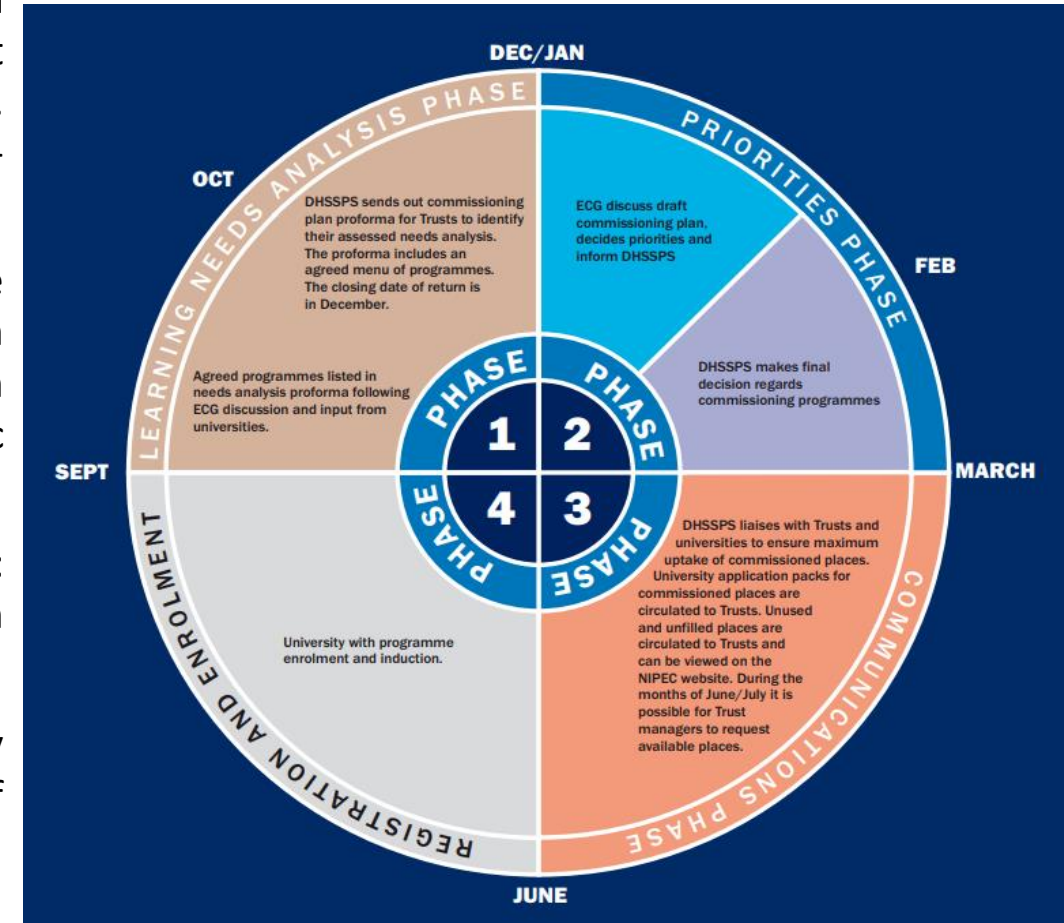 DEC/JAN
OCT
FEB
SEPT
MARCH
JUNE
LEARNING NEEDS ANALYSIS PHASE
DHSSPS sends out commissioning
plan proforma for Trusts to identify
their assessed needs analysis.
The proforma includes an
agreed menu of programmes.
The closing date of return is
in December.
Agreed programmes listed in
needs analysis proforma following
ECG discussion and input from
universities.
PHASE
1
PRIORITIES PHASE
ECG discuss draft
commissioning plan,
decides priorities and
inform DHSSPS
DHSSPS makes final
decision regards
commissioning programmes
PHASE
2
COMMUNICATIONS PHASE
DHSSPS liaises with Trusts and
universities to ensure maximum
uptake of commissioned places.
University application packs for
commissioned places are
circulated to Trusts. Unused
and unfilled places are
circulated to Trusts and
can be viewed on the
NIPEC website. During the
months of June/July it is
possible for Trust
managers to request
available places.
PHASE
3
REGISTRATION AND ENROLMENT
University with programme
enrolment and induction.
PHASE
4